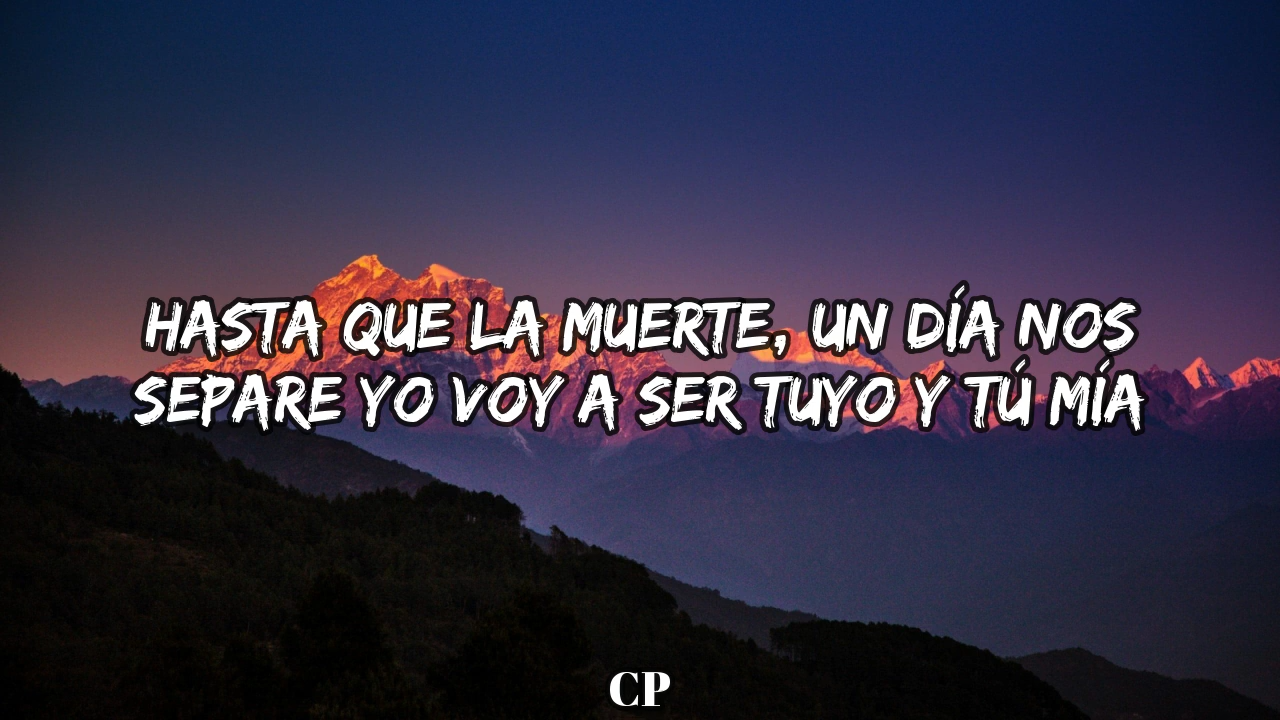 HASTA QUE LA MUERTE, UN DÍA NOS
SEPARE YO VOY A SER TUYO Y TÚ MÍA
CP